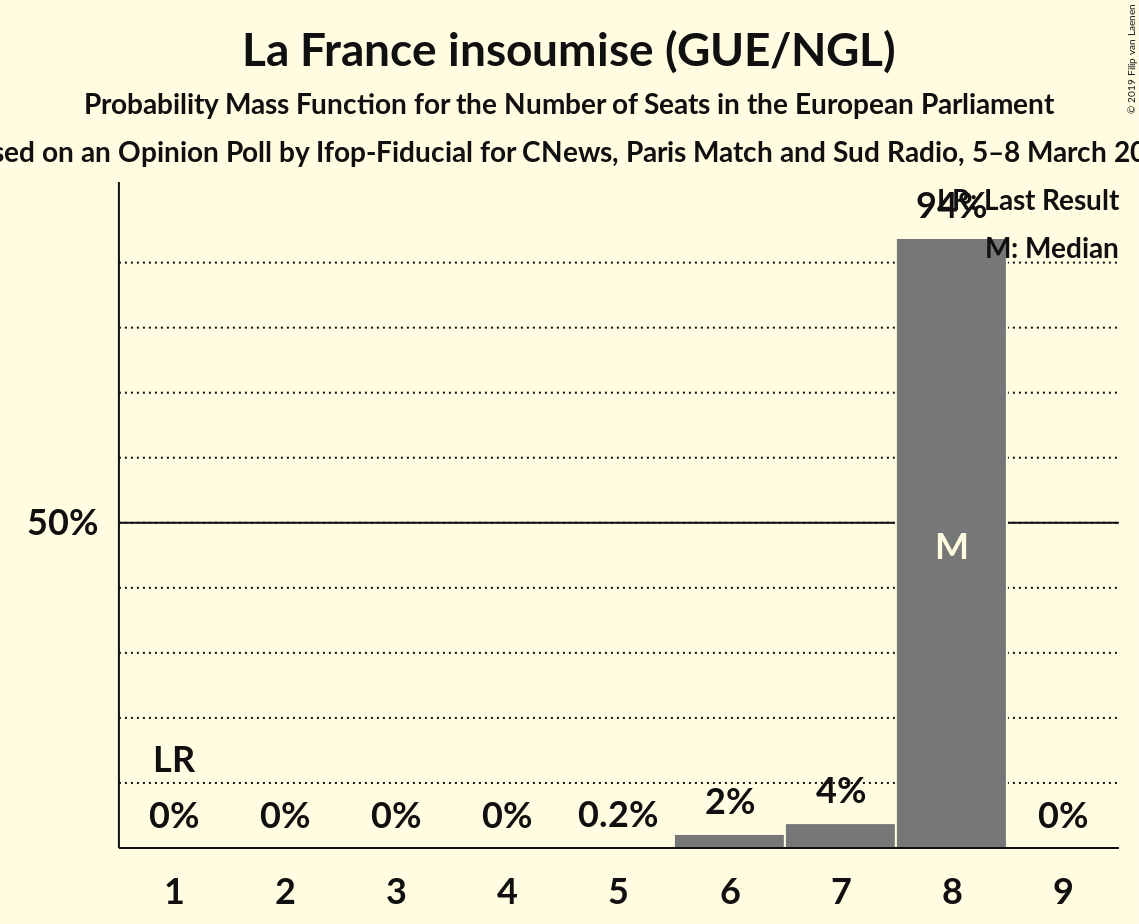 La France insoumise (GUE/NGL)
Probability Mass Function for the Number of Seats in the European Parliament
on an Opinion Poll by Ifop-Fiducial for CNews, Paris Match and Sud Radio, 5–8 March
© 2019 Filip van Laenen
94%
LR: Last Result
M: Median
50%
M
LR
0% 0% 0% 0% 0.2% 2% 4% 0%
1 2 3 4 5 6 7 8 9